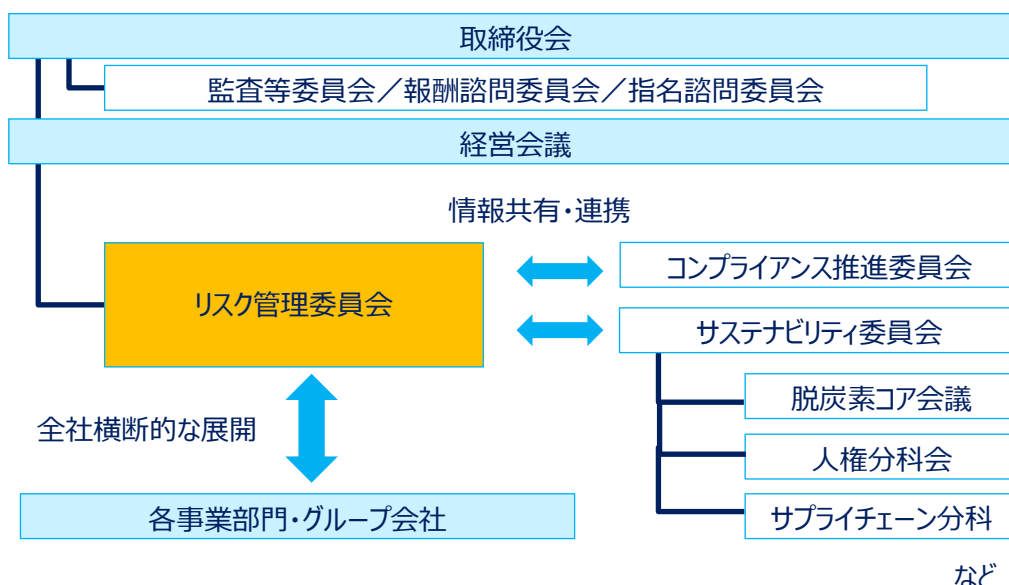 取締役会
監査等委員会／報酬諮問委員会／指名諮問委員会
経営会議
情報共有・連携
リスク管理委員会
コンプライアンス推進委員会
サステナビリティ委員会
脱炭素コア会議
全社横断的な展開
人権分科会
各事業部門・グループ会社
サプライチェーン分科
など